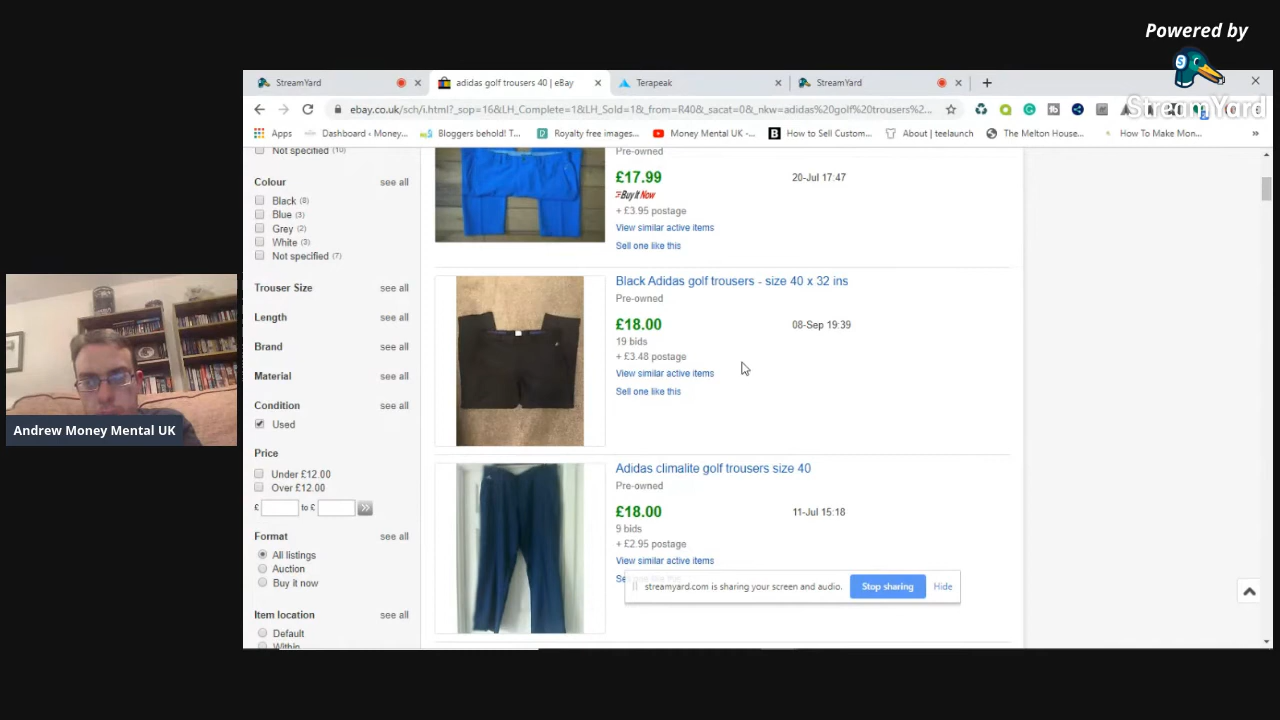 Powered by
StreamYard
StreamYard
adidas golf trousers 40 | eBay
Terapeak
StreamYard
ebay.co.uk/sch/i.html?_sop=16&LH_Complete=1&LH_Sold=1&_from=R40&_sacat=0&_nkw=adidas%20golf%20trousers%2...
Apps
Dashboard ‹ Money...
Bloggers behold! T...
Royalty free images...
Money Mental UK -...
How to Sell Custom...
About | teelaunch
The Melton House...
How To Make Mon...
Not specified (10)
Colour see all
Black (8)
Blue (3)
Grey (2)
White (3)
Not specified (7)
Trouser Size see all
Length see all
Brand see all
Material see all
Condition see all
Used
Price
Under £12.00
Over £12.00
£ to £
Format see all
All listings
Auction
Buy it now
Item location see all
Default
Within
Pre-owned
£17.99 20-Jul 17:47
Buy It Now
+ £3.95 postage
View similar active items
Sell one like this
Black Adidas golf trousers - size 40 x 32 ins
Pre-owned
£18.00 08-Sep 19:39
19 bids
+ £3.48 postage
View similar active items
Sell one like this
Adidas climalite golf trousers size 40
Pre-owned
£18.00 11-Jul 15:18
9 bids
+ £2.95 postage
View similar active items
streamyard.com is sharing your screen and audio. Stop sharing Hide
Andrew Money Mental UK